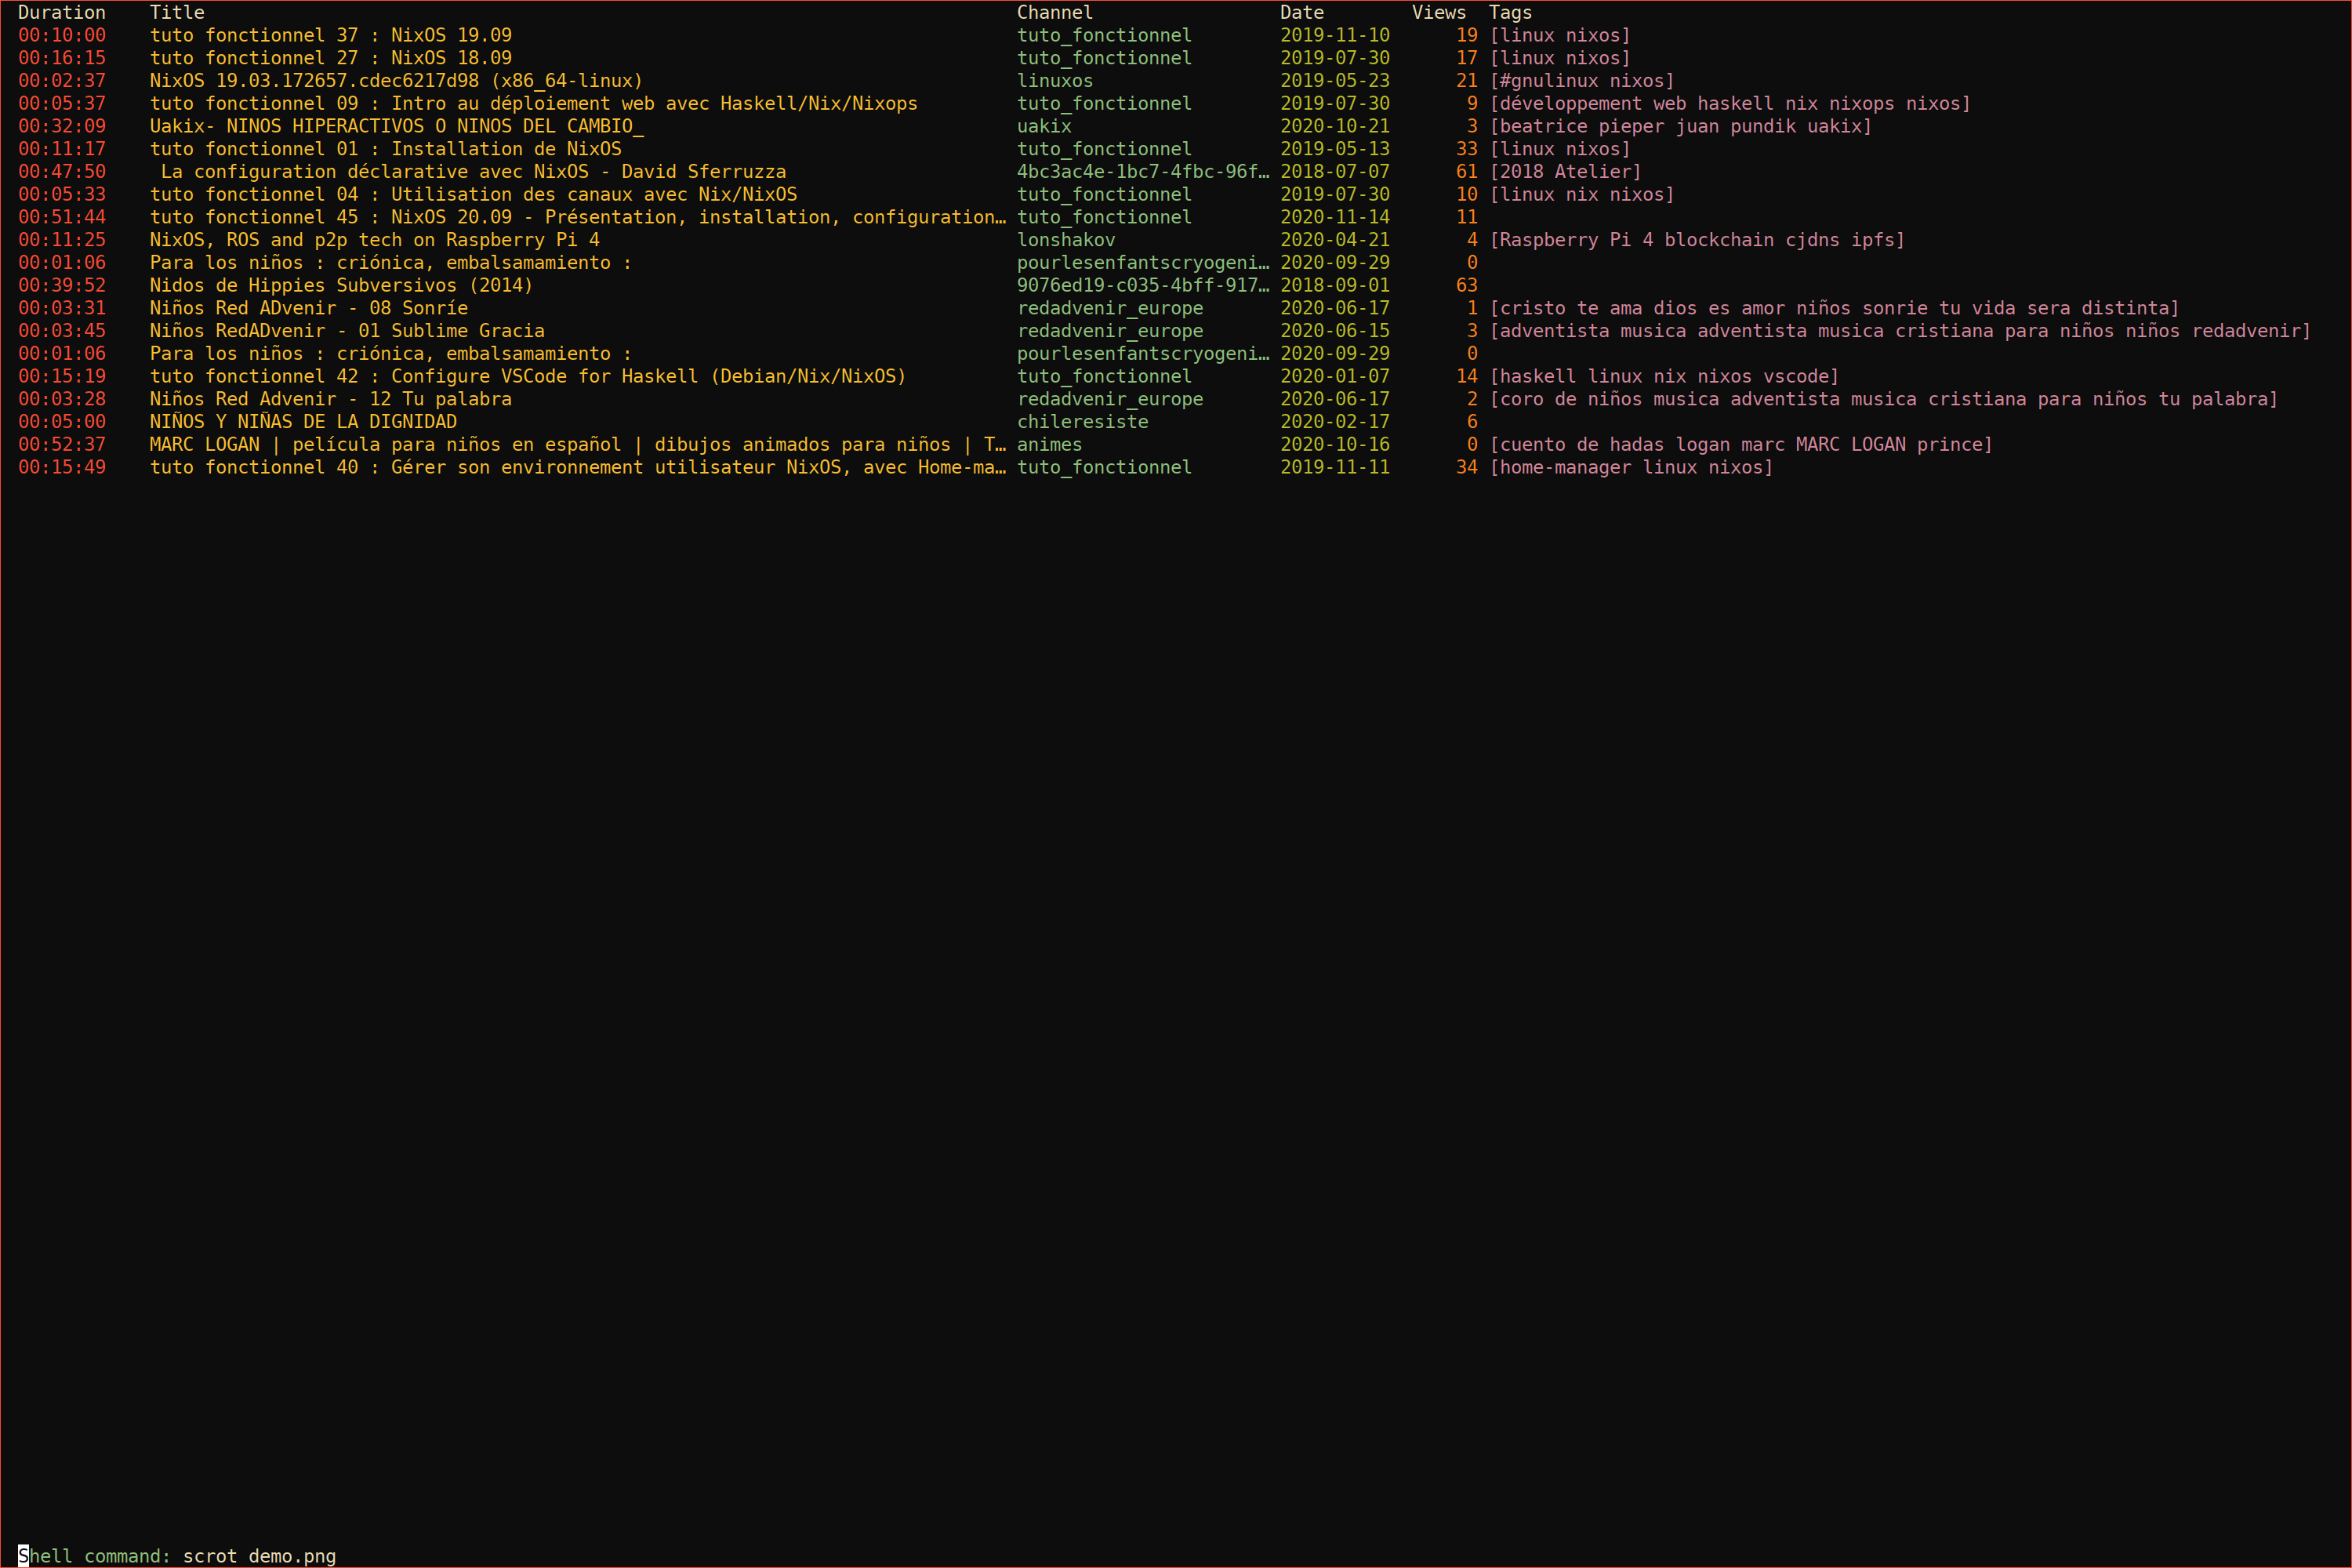 Duration Title Channel Date Views Tags
00:10:00 tuto fonctionnel 37 : NixOS 19.09 tuto_fonctionnel 2019-11-10 19 [linux nixos]
00:16:15 tuto fonctionnel 27 : NixOS 18.09 tuto_fonctionnel 2019-07-30 17 [linux nixos]
00:02:37 NixOS 19.03.172657.cdec6217d98 (x86_64-linux) linuxos 2019-05-23 21 [#gnulinux nixos]
00:05:37 tuto fonctionnel 09 : Intro au déploiement web avec Haskell/Nix/Nixops tuto_fonctionnel 2019-07-30 9 [développement web haskell nix nixops nixos]
00:32:09 Uakix- NINOS HIPERACTIVOS O NINOS DEL CAMBIO_ uakix 2020-10-21 3 [beatrice pieper juan pundik uakix]
00:11:17 tuto fonctionnel 01 : Installation de NixOS tuto_fonctionnel 2019-05-13 33 [linux nixos]
00:47:50 La configuration déclarative avec NixOS - David Sferruzza 4bc3ac4e-1bc7-4fbc-96f… 2018-07-07 61 [2018 Atelier]
00:05:33 tuto fonctionnel 04 : Utilisation des canaux avec Nix/NixOS tuto_fonctionnel 2019-07-30 10 [linux nix nixos]
00:51:44 tuto fonctionnel 45 : NixOS 20.09 - Présentation, installation, configuration… tuto_fonctionnel 2020-11-14 11
00:11:25 NixOS, ROS and p2p tech on Raspberry Pi 4 lonshakov 2020-04-21 4 [Raspberry Pi 4 blockchain cjdns ipfs]
00:01:06 Para los niños : criónica, embalsamamiento : pourlesenfantscryogeni… 2020-09-29 0
00:39:52 Nidos de Hippies Subversivos (2014) 9076ed19-c035-4bff-917… 2018-09-01 63
00:03:31 Niños Red ADvenir - 08 Sonríe redadvenir_europe 2020-06-17 1 [cristo te ama dios es amor niños sonrie tu vida sera distinta]
00:03:45 Niños RedADvenir - 01 Sublime Gracia redadvenir_europe 2020-06-15 3 [adventista musica adventista musica cristiana para niños niños redadvenir]
00:01:06 Para los niños : criónica, embalsamamiento : pourlesenfantscryogeni… 2020-09-29 0
00:15:19 tuto fonctionnel 42 : Configure VSCode for Haskell (Debian/Nix/NixOS) tuto_fonctionnel 2020-01-07 14 [haskell linux nix nixos vscode]
00:03:28 Niños Red Advenir - 12 Tu palabra redadvenir_europe 2020-06-17 2 [coro de niños musica adventista musica cristiana para niños tu palabra]
00:05:00 NIÑOS Y NIÑAS DE LA DIGNIDAD chileresiste 2020-02-17 6
00:52:37 MARC LOGAN | película para niños en español | dibujos animados para niños | T… animes 2020-10-16 0 [cuento de hadas logan marc MARC LOGAN prince]
00:15:49 tuto fonctionnel 40 : Gérer son environnement utilisateur NixOS, avec Home-ma… tuto_fonctionnel 2019-11-11 34 [home-manager linux nixos]
Shell command: scrot demo.png